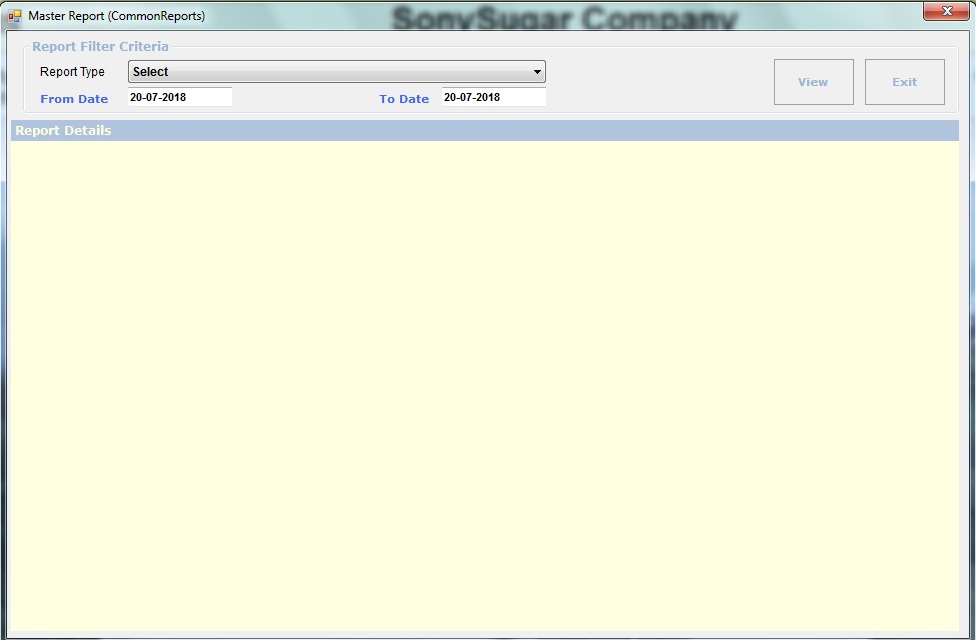 Master Report (CommonReports)
SonySugar Company
Report Filter Criteria
Report Type Select
View Exit
From Date 20-07-2018 To Date 20-07-2018
Report Details